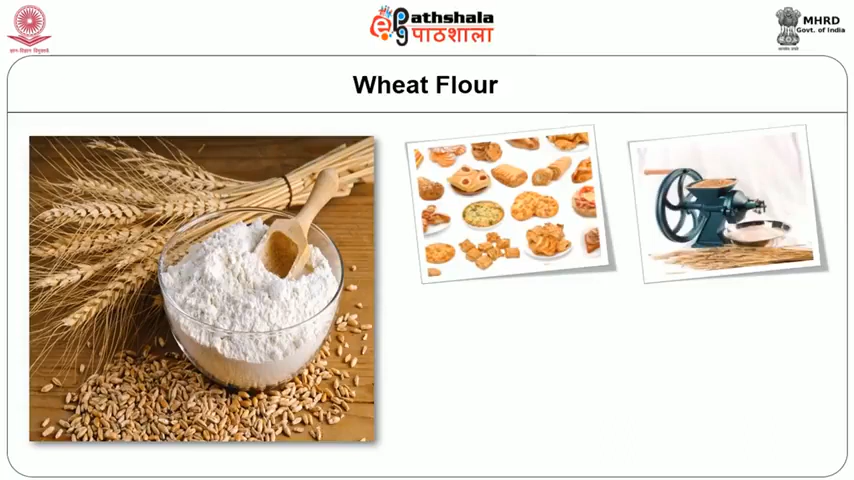 ePathshala
पाठशाला
MHRD
Govt. of India
Wheat Flour